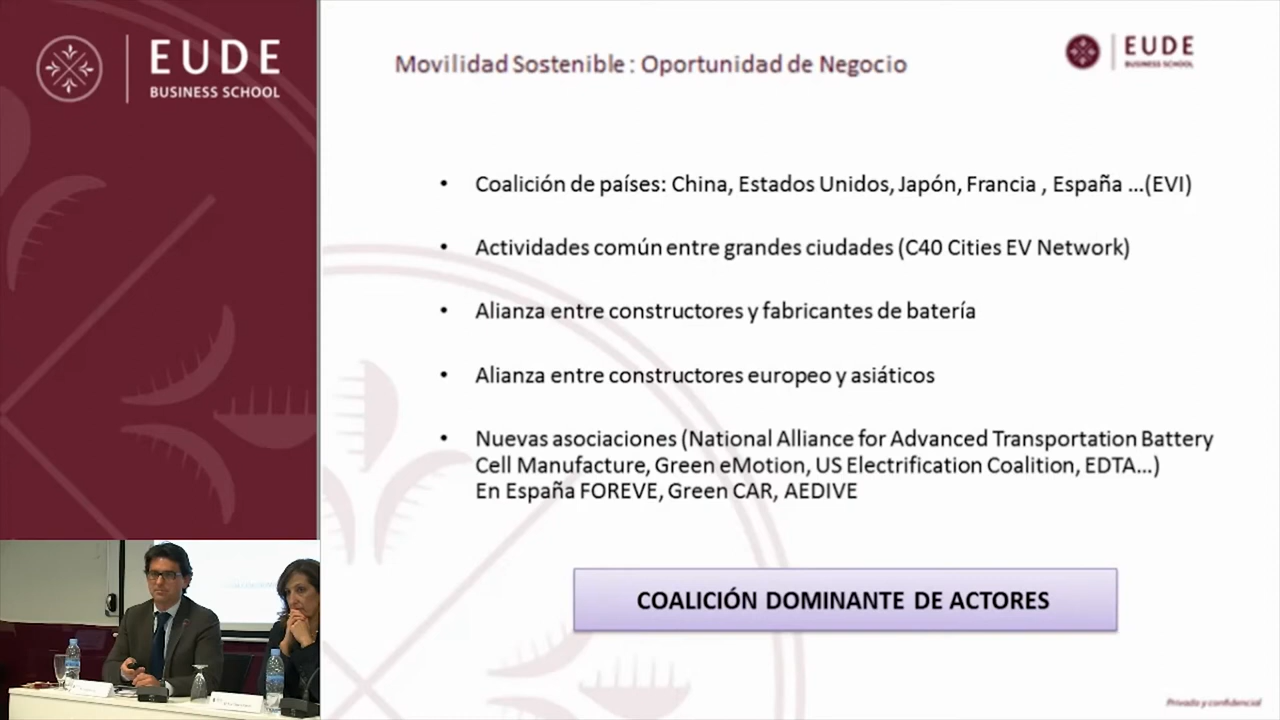 EUDE
BUSINESS SCHOOL
Movilidad Sostenible : Oportunidad de Negocio
EUDE
BUSINESS SCHOOL
• Coalición de países: China, Estados Unidos, Japón, Francia , España ...(EVI)
• Actividades común entre grandes ciudades (C40 Cities EV Network)
• Alianza entre constructores y fabricantes de batería
• Alianza entre constructores europeo y asiáticos
• Nuevas asociaciones (National Alliance for Advanced Transportation Battery
Cell Manufacture, Green eMotion, US Electrification Coalition, EDTA...)
En España FOREVE, Green CAR, AEDIVE
COALICIÓN DOMINANTE DE ACTORES
Privado y confidencial